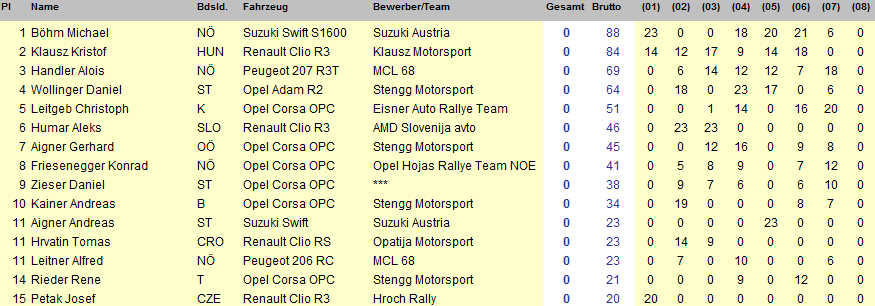 Pl Name Bdsld. Fahrzeug Bewerber/Team Gesamt Brutto (01) (02) (03) (04) (05) (06) (07) (08)
1 Böhm Michael NÖ Suzuki Swift S1600 Suzuki Austria 0 88 23 0 0 18 20 21 6 0
2 Klausz Kristof HUN Renault Clio R3 Klausz Motorsport 0 84 14 12 17 9 14 18 0 0
3 Handler Alois NÖ Peugeot 207 R3T MCL 68 0 69 0 6 14 12 12 7 18 0
4 Wollinger Daniel ST Opel Adam R2 Stengg Motorsport 0 64 0 18 0 23 17 0 6 0
5 Leitgeb Christoph K Opel Corsa OPC Eisner Auto Rallye Team 0 51 0 0 1 14 0 16 20 0
6 Humar Aleks SLO Renault Clio R3 AMD Slovenija avto 0 46 0 23 23 0 0 0 0 0
7 Aigner Gerhard OÖ Opel Corsa OPC Stengg Motorsport 0 45 0 0 12 16 0 9 8 0
8 Friesenegger Konrad NÖ Opel Corsa OPC Opel Hojas Rallye Team NOE 0 41 0 5 8 9 0 7 12 0
9 Zieser Daniel ST Opel Corsa OPC *** 0 38 0 9 7 6 0 6 10 0
10 Kainer Andreas B Opel Corsa OPC Stengg Motorsport 0 34 0 19 0 0 0 8 7 0
11 Aigner Andreas ST Suzuki Swift Suzuki Austria 0 23 0 0 0 0 23 0 0 0
11 Hrvatin Tomas CRO Renault Clio RS Opatija Motorsport 0 23 0 14 9 0 0 0 0 0
11 Leitner Alfred NÖ Peugeot 206 RC MCL 68 0 23 0 7 0 10 0 0 6 0
14 Rieder Rene T Opel Corsa OPC Stengg Motorsport 0 21 0 0 0 9 0 12 0 0
15 Petak Josef CZE Renault Clio R3 Hroch Rally 0 20 20 0 0 0 0 0 0 0